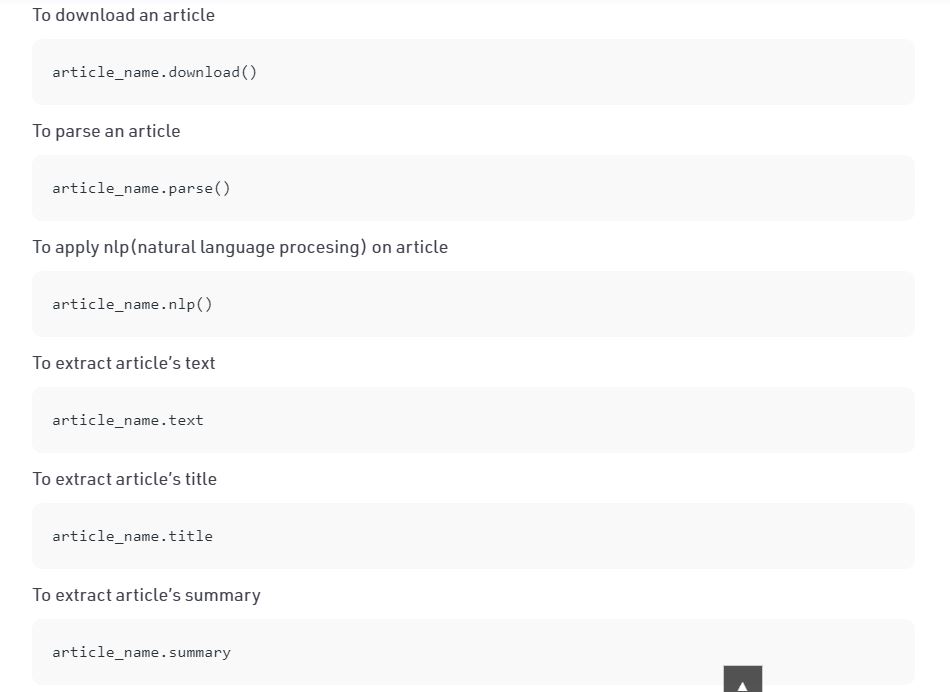 To download an article
article_name.download()
To parse an article
article_name.parse()
To apply nlp(natural language procesing) on article
article_name.nlp()
To extract article’s text
article_name.text
To extract article’s title
article_name.title
To extract article’s summary
article_name.summary